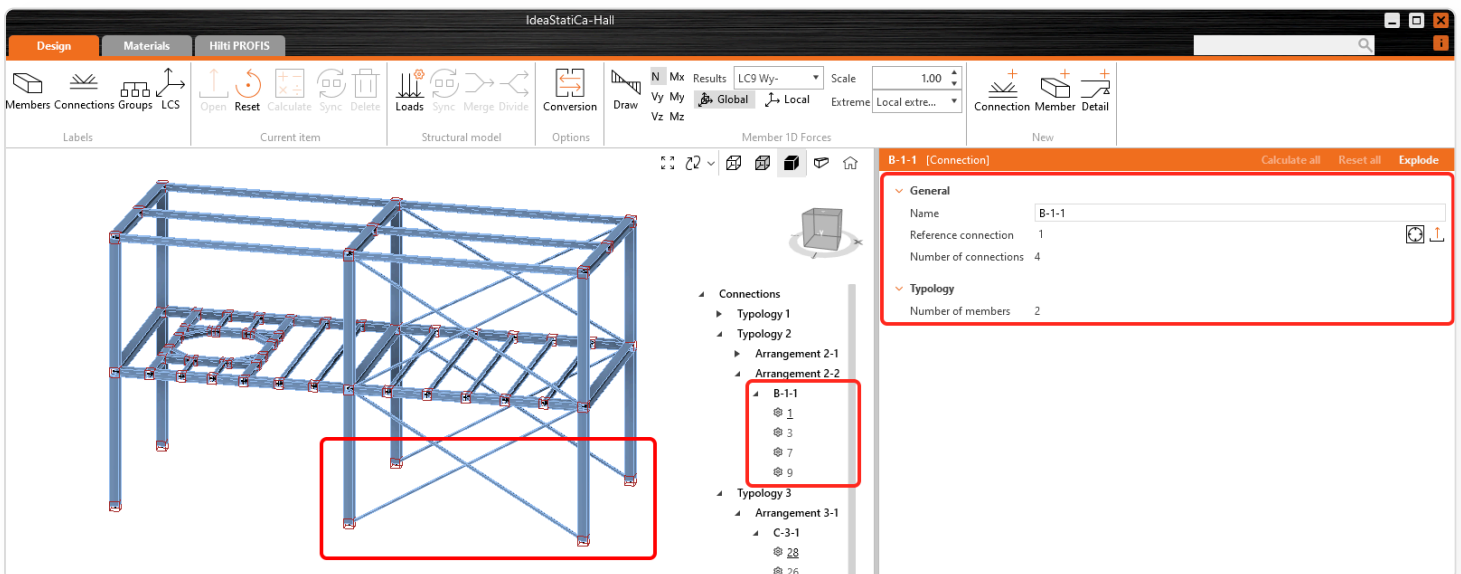 IdeaStatiCa-Hall
Design Materials Hilti PROFIS
N Mx Results LC9 Wy- Scale 1.00
Members Connections Groups LCS Open Reset Calculate Sync Delete Loads Sync Merge Divide Conversion Draw Vy My Global Local Extreme Local extre... Connection Member Detail
Vz Mz
Labels Current item Structural model Options Member 1D Forces New
B-1-1 [Connection] Calculate all Reset all Explode
General
Name B-1-1
Reference connection 1
Number of connections 4
Typology
Number of members 2
Connections
Typology 1
Typology 2
Arrangement 2-1
Arrangement 2-2
B-1-1
1
3
7
9
Typology 3
Arrangement 3-1
C-3-1
28
26